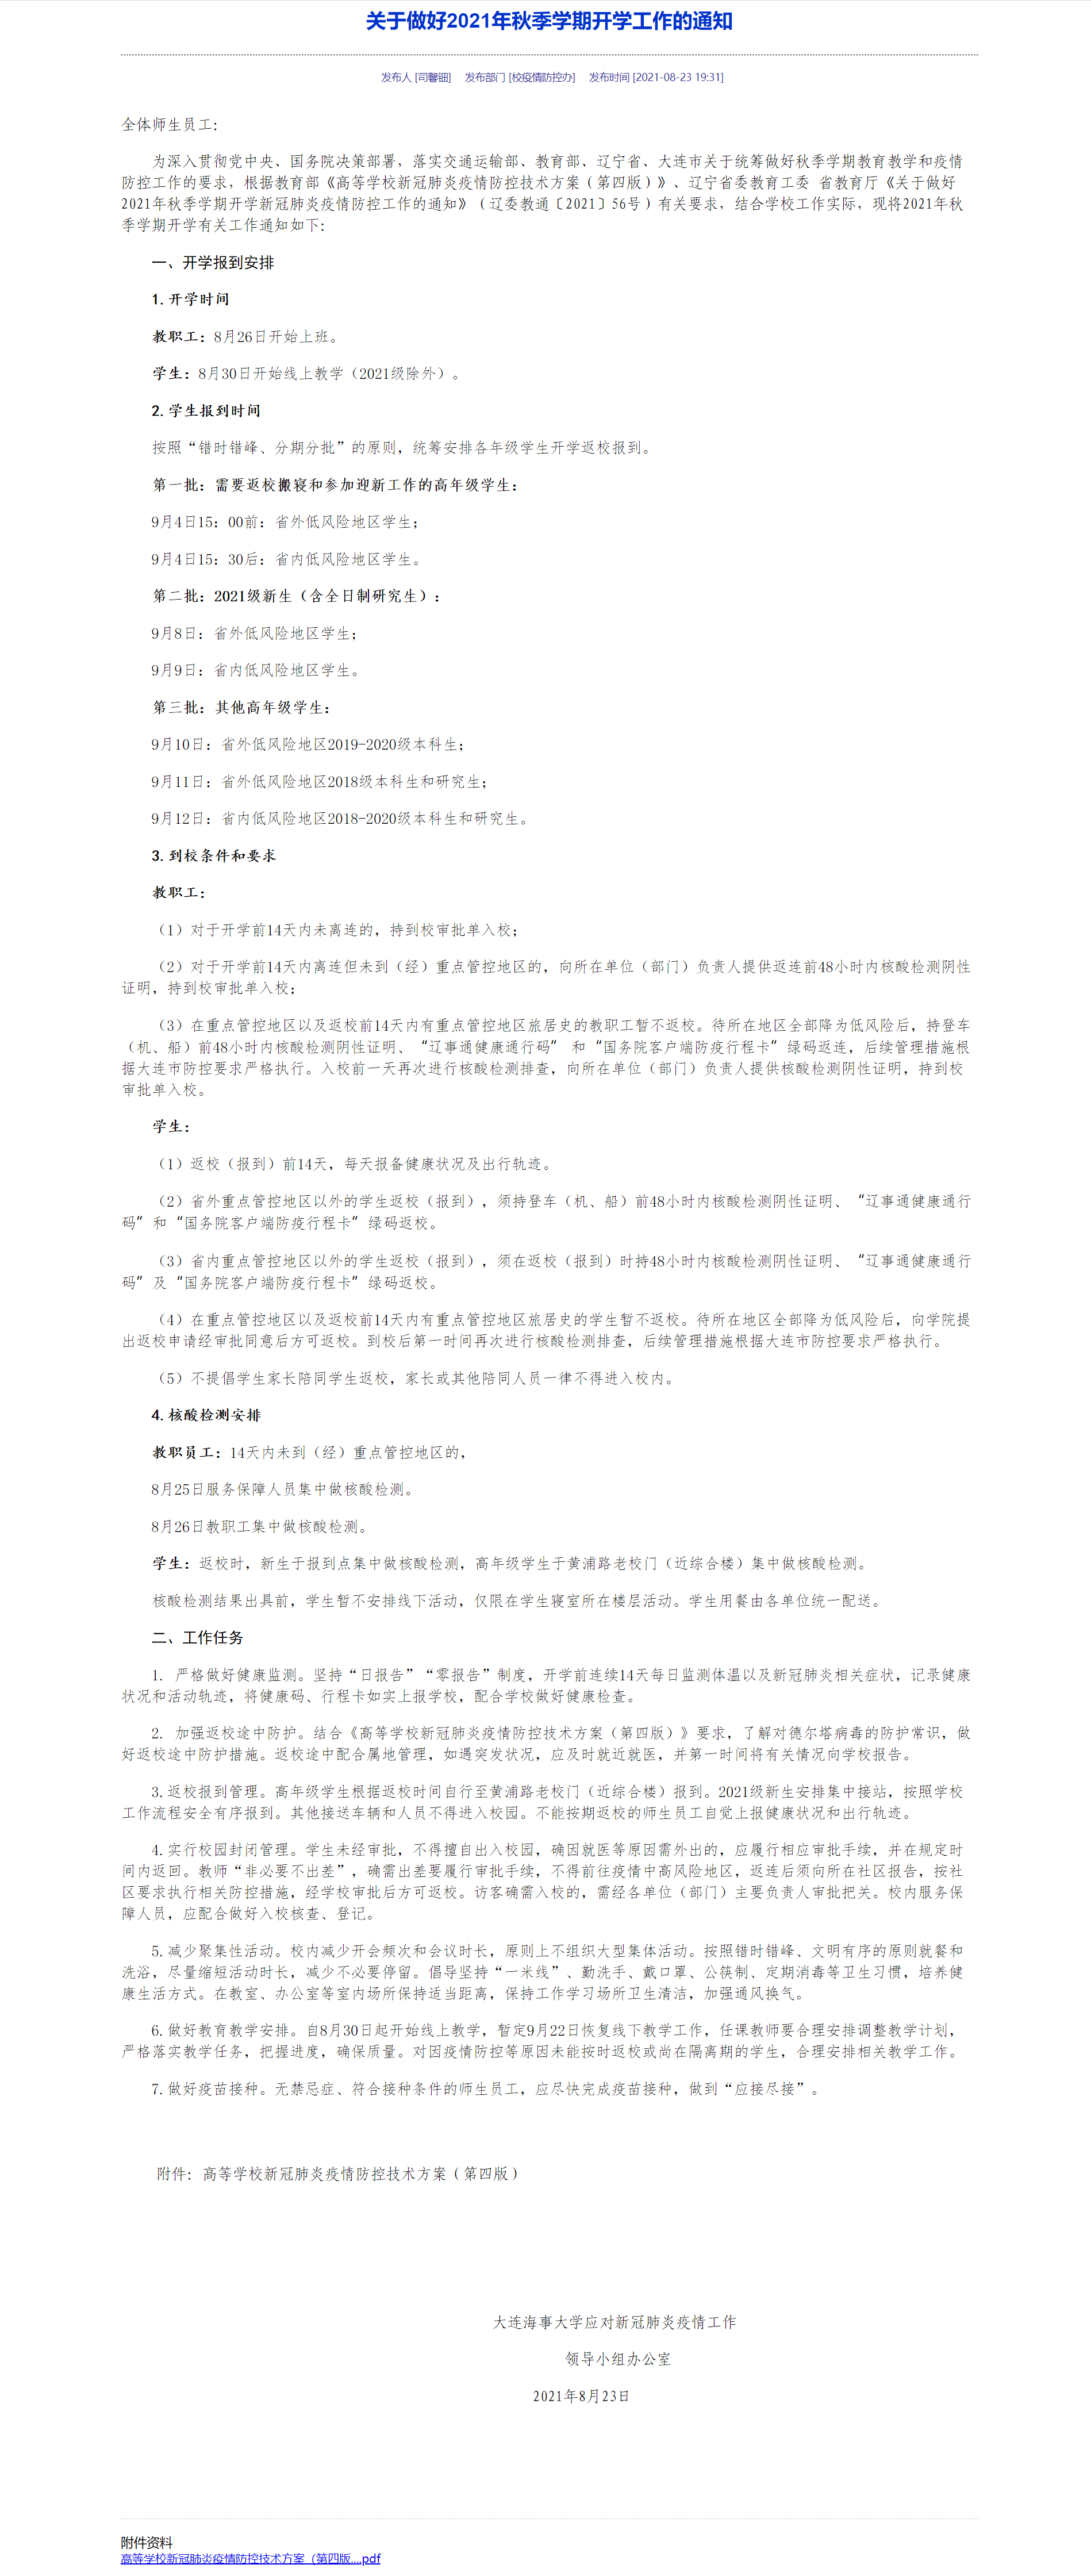 关于做好2021年秋季学期开学工作的通知
发布人 [司馨钿] 发布部门 [校疫情防控办] 发布时间 [2021-08-23 19:31]
全体师生员工：
为深入贯彻党中央、国务院决策部署，落实交通运输部、教育部、辽宁省、大连市关于统筹做好秋季学期教育教学和疫情
防控工作的要求，根据教育部《高等学校新冠肺炎疫情防控技术方案（第四版）》、辽宁省委教育工委 省教育厅《关于做好
2021年秋季学期开学新冠肺炎疫情防控工作的通知》（辽委教通〔2021〕56号）有关要求，结合学校工作实际，现将2021年秋
季学期开学有关工作通知如下：
一、开学报到安排
1.开学时间
教职工：8月26日开始上班。
学生：8月30日开始线上教学（2021级除外）。
2.学生报到时间
按照“错时错峰、分期分批”的原则，统筹安排各年级学生开学返校报到。
第一批：需要返校搬寝和参加迎新工作的高年级学生：
9月4日15：00前：省外低风险地区学生；
9月4日15：30后：省内低风险地区学生。
第二批：2021级新生（含全日制研究生）：
9月8日：省外低风险地区学生；
9月9日：省内低风险地区学生。
第三批：其他高年级学生：
9月10日：省外低风险地区2019-2020级本科生；
9月11日：省外低风险地区2018级本科生和研究生；
9月12日：省内低风险地区2018-2020级本科生和研究生。
3.到校条件和要求
教职工：
（1）对于开学前14天内未离连的，持到校审批单入校；
（2）对于开学前14天内离连但未到（经）重点管控地区的，向所在单位（部门）负责人提供返连前48小时内核酸检测阴性
证明，持到校审批单入校；
（3）在重点管控地区以及返校前14天内有重点管控地区旅居史的教职工暂不返校。待所在地区全部降为低风险后，持登车
（机、船）前48小时内核酸检测阴性证明、“辽事通健康通行码” 和“国务院客户端防疫行程卡”绿码返连，后续管理措施根
据大连市防控要求严格执行。入校前一天再次进行核酸检测排查，向所在单位（部门）负责人提供核酸检测阴性证明，持到校
审批单入校。
学生：
（1）返校（报到）前14天，每天报备健康状况及出行轨迹。
（2）省外重点管控地区以外的学生返校（报到），须持登车（机、船）前48小时内核酸检测阴性证明、“辽事通健康通行
码”和“国务院客户端防疫行程卡”绿码返校。
（3）省内重点管控地区以外的学生返校（报到），须在返校（报到）时持48小时内核酸检测阴性证明、“辽事通健康通行
码”及“国务院客户端防疫行程卡”绿码返校。
（4）在重点管控地区以及返校前14天内有重点管控地区旅居史的学生暂不返校。待所在地区全部降为低风险后，向学院提
出返校申请经审批同意后方可返校。到校后第一时间再次进行核酸检测排查，后续管理措施根据大连市防控要求严格执行。
（5）不提倡学生家长陪同学生返校，家长或其他陪同人员一律不得进入校内。
4.核酸检测安排
教职员工：14天内未到（经）重点管控地区的，
8月25日服务保障人员集中做核酸检测。
8月26日教职工集中做核酸检测。
学生：返校时，新生于报到点集中做核酸检测，高年级学生于黄浦路老校门（近综合楼）集中做核酸检测。
核酸检测结果出具前，学生暂不安排线下活动，仅限在学生寝室所在楼层活动。学生用餐由各单位统一配送。
二、工作任务
1. 严格做好健康监测。坚持“日报告”“零报告”制度，开学前连续14天每日监测体温以及新冠肺炎相关症状，记录健康
状况和活动轨迹，将健康码、行程卡如实上报学校，配合学校做好健康检查。
2. 加强返校途中防护。结合《高等学校新冠肺炎疫情防控技术方案（第四版）》要求，了解对德尔塔病毒的防护常识，做
好返校途中防护措施。返校途中配合属地管理，如遇突发状况，应及时就近就医，并第一时间将有关情况向学校报告。
3.返校报到管理。高年级学生根据返校时间自行至黄浦路老校门（近综合楼）报到。2021级新生安排集中接站，按照学校
工作流程安全有序报到。其他接送车辆和人员不得进入校园。不能按期返校的师生员工自觉上报健康状况和出行轨迹。
4.实行校园封闭管理。学生未经审批，不得擅自出入校园，确因就医等原因需外出的，应履行相应审批手续，并在规定时
间内返回。教师“非必要不出差”，确需出差要履行审批手续，不得前往疫情中高风险地区，返连后须向所在社区报告，按社
区要求执行相关防控措施，经学校审批后方可返校。访客确需入校的，需经各单位（部门）主要负责人审批把关。校内服务保
障人员，应配合做好入校核查、登记。
5.减少聚集性活动。校内减少开会频次和会议时长，原则上不组织大型集体活动。按照错时错峰、文明有序的原则就餐和
洗浴，尽量缩短活动时长，减少不必要停留。倡导坚持“一米线”、勤洗手、戴口罩、公筷制、定期消毒等卫生习惯，培养健
康生活方式。在教室、办公室等室内场所保持适当距离，保持工作学习场所卫生清洁，加强通风换气。
6.做好教育教学安排。自8月30日起开始线上教学，暂定9月22日恢复线下教学工作，任课教师要合理安排调整教学计划，
严格落实教学任务，把握进度，确保质量。对因疫情防控等原因未能按时返校或尚在隔离期的学生，合理安排相关教学工作。
7.做好疫苗接种。无禁忌症、符合接种条件的师生员工，应尽快完成疫苗接种，做到“应接尽接”。
附件：高等学校新冠肺炎疫情防控技术方案（第四版）
大连海事大学应对新冠肺炎疫情工作
领导小组办公室
2021年8月23日
附件资料
高等学校新冠肺炎疫情防控技术方案（第四版....pdf